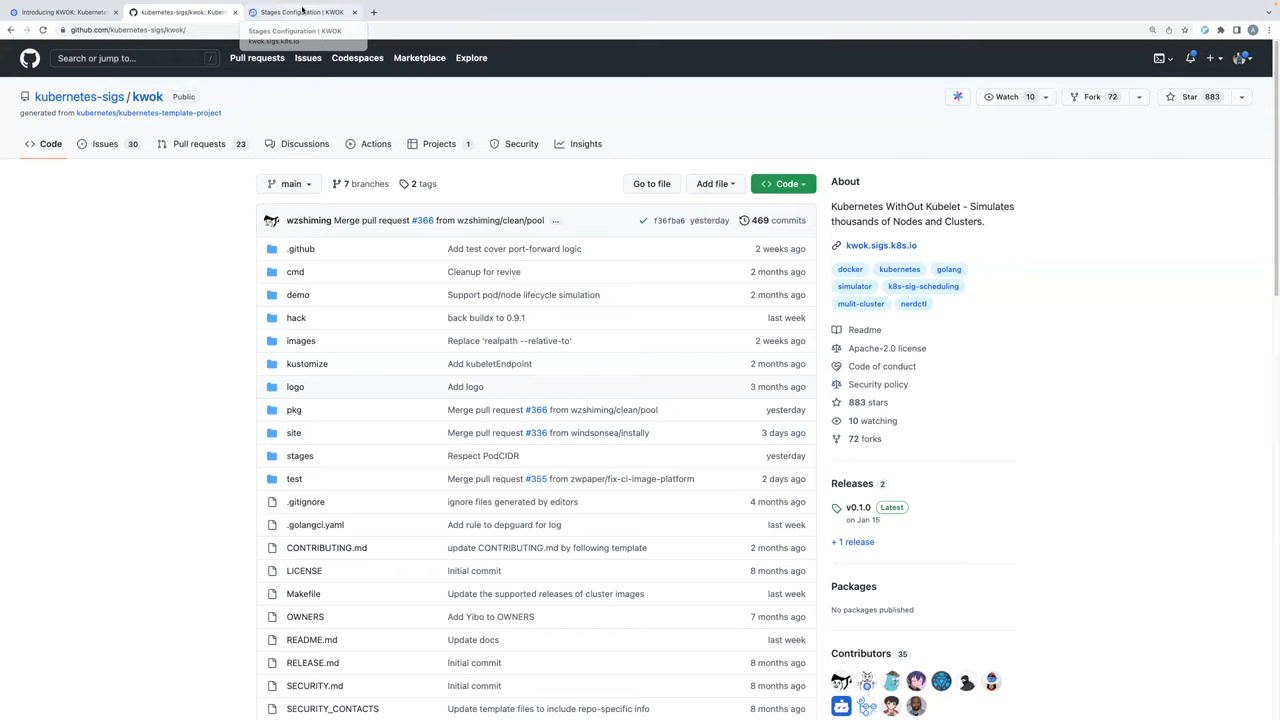 Introducing KWOK: Kubernete
kubernetes-sigs/kwok: Kubern
Stages Configuration | KWOK
github.com/kubernetes-sigs/kwok/
Stages Configuration | KWOK
kwok.sigs.k8s.io
Search or jump to...
/
Pull requests
Issues
Codespaces
Marketplace
Explore
kubernetes-sigs / kwok
Public
generated from kubernetes/kubernetes-template-project
Watch 10
Fork 72
Star 883
Code
Issues 30
Pull requests 23
Discussions
Actions
Projects 1
Security
Insights
main
7 branches
2 tags
Go to file
Add file
Code
wzshiming Merge pull request #366 from wzshiming/clean/pool ... f36fba6 yesterday 469 commits
.github Add test cover port-forward logic 2 weeks ago
cmd Cleanup for revive 2 months ago
demo Support pod/node lifecycle simulation 2 months ago
hack back buildx to 0.9.1 last week
images Replace 'realpath --relative-to' 2 weeks ago
kustomize Add kubeletEndpoint 2 months ago
logo Add logo 3 months ago
pkg Merge pull request #366 from wzshiming/clean/pool yesterday
site Merge pull request #336 from windsonsea/instally 3 days ago
stages Respect PodCIDR yesterday
test Merge pull request #355 from zwpaper/fix-ci-image-platform 2 days ago
.gitignore ignore files generated by editors 4 months ago
.golangci.yaml Add rule to depguard for log last week
CONTRIBUTING.md update CONTRIBUTING.md by following template 2 months ago
LICENSE Initial commit 8 months ago
Makefile Update the supported releases of cluster images last week
OWNERS Add Yibo to OWNERS 7 months ago
README.md Update docs last week
RELEASE.md Initial commit 8 months ago
SECURITY.md Initial commit 8 months ago
SECURITY_CONTACTS Update template files to include repo-specific info 8 months ago
About
Kubernetes WithOut Kubelet - Simulates
thousands of Nodes and Clusters.
kwok.sigs.k8s.io
docker kubernetes golang
simulator k8s-sig-scheduling
mulit-cluster nerdctl
Readme
Apache-2.0 license
Code of conduct
Security policy
883 stars
10 watching
72 forks
Releases 2
v0.1.0 Latest
on Jan 15
+ 1 release
Packages
No packages published
Contributors 35